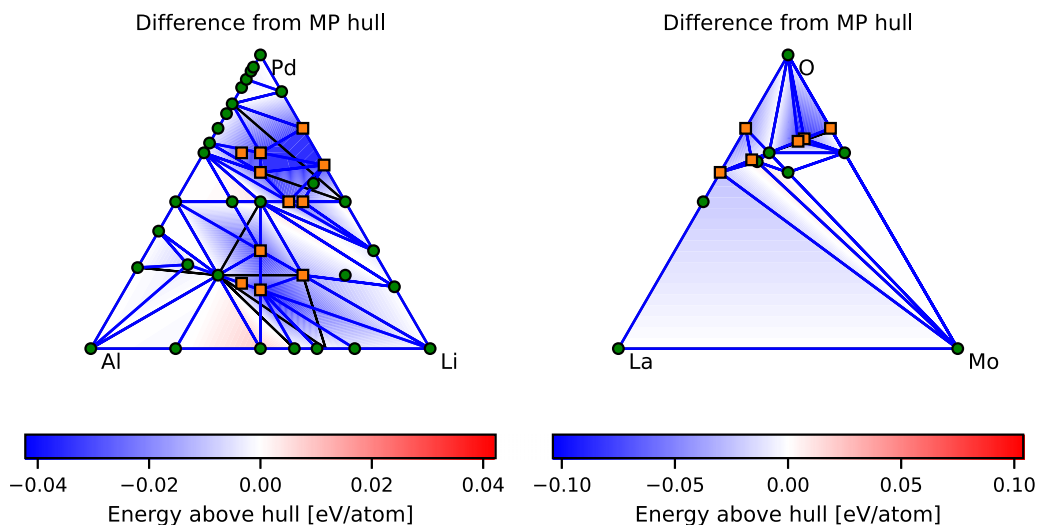 Difference from MP hull
Pd
Al
Li
−0.04 −0.02 0.00 0.02 0.04
Energy above hull [eV/atom]
Difference from MP hull
O
La
Mo
−0.10 −0.05 0.00 0.05 0.10
Energy above hull [eV/atom]